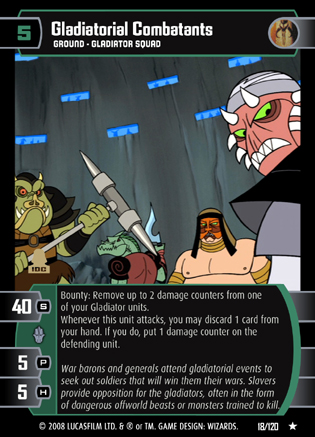 5
Gladiatorial Combatants
GROUND - GLADIATOR SQUAD
IBC
40 S
Bounty: Remove up to 2 damage counters from one
of your Gladiator units.
Whenever this unit attacks, you may discard 1 card from
your hand. If you do, put 1 damage counter on the
defending unit.
5 P
5 H
War barons and generals attend gladiatorial events to
seek out soldiers that will win them their wars. Slavers
provide opposition for the gladiators, often in the form
of dangerous offworld beasts or monsters trained to kill.
© 2008 LUCASFILM LTD. & ® or TM. GAME DESIGN: WIZARDS.
18/120